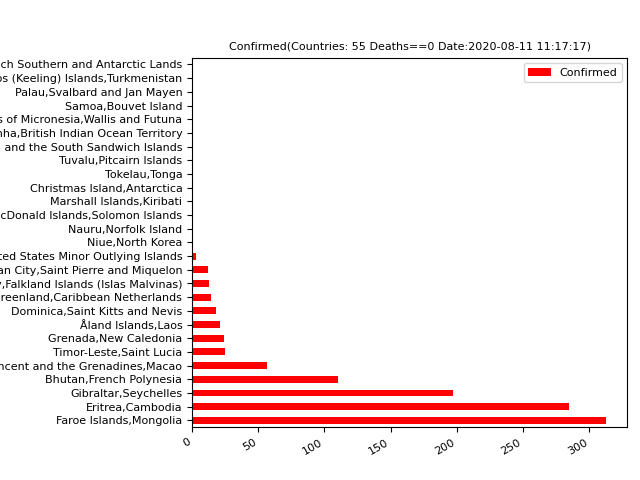 Confirmed(Countries: 55 Deaths==0 Date:2020-08-11 11:17:17)
Confirmed
Southern and Antarctic Lands
(Keeling) Islands,Turkmenistan
Palau,Svalbard and Jan Mayen
Samoa,Bouvet Island
of Micronesia,Wallis and Futuna
British Indian Ocean Territory
and the South Sandwich Islands
Tuvalu,Pitcairn Islands
Tokelau,Tonga
Christmas Island,Antarctica
Marshall Islands,Kiribati
cDonald Islands,Solomon Islands
Nauru,Norfolk Island
Niue,North Korea
States Minor Outlying Islands
City,Saint Pierre and Miquelon
Falkland Islands (Islas Malvinas)
reenland,Caribbean Netherlands
Dominica,Saint Kitts and Nevis
Åland Islands,Laos
Grenada,New Caledonia
Timor-Leste,Saint Lucia
ncent and the Grenadines,Macao
Bhutan,French Polynesia
Gibraltar,Seychelles
Eritrea,Cambodia
Faroe Islands,Mongolia
0 50 100 150 200 250 300